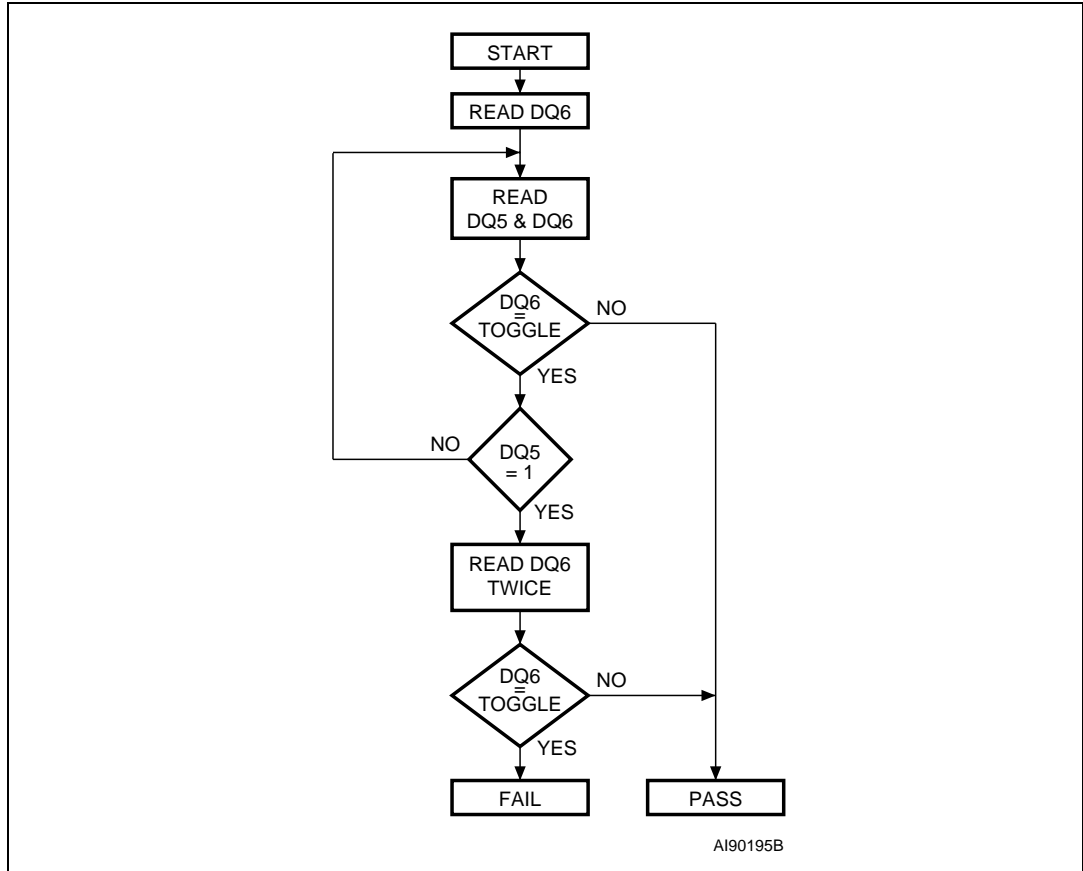 START
READ DQ6
READ
DQ5 & DQ6
DQ6
=
TOGGLE
NO
YES
NO
DQ5
= 1
YES
READ DQ6
TWICE
DQ6
=
TOGGLE
NO
YES
FAIL
PASS
AI90195B